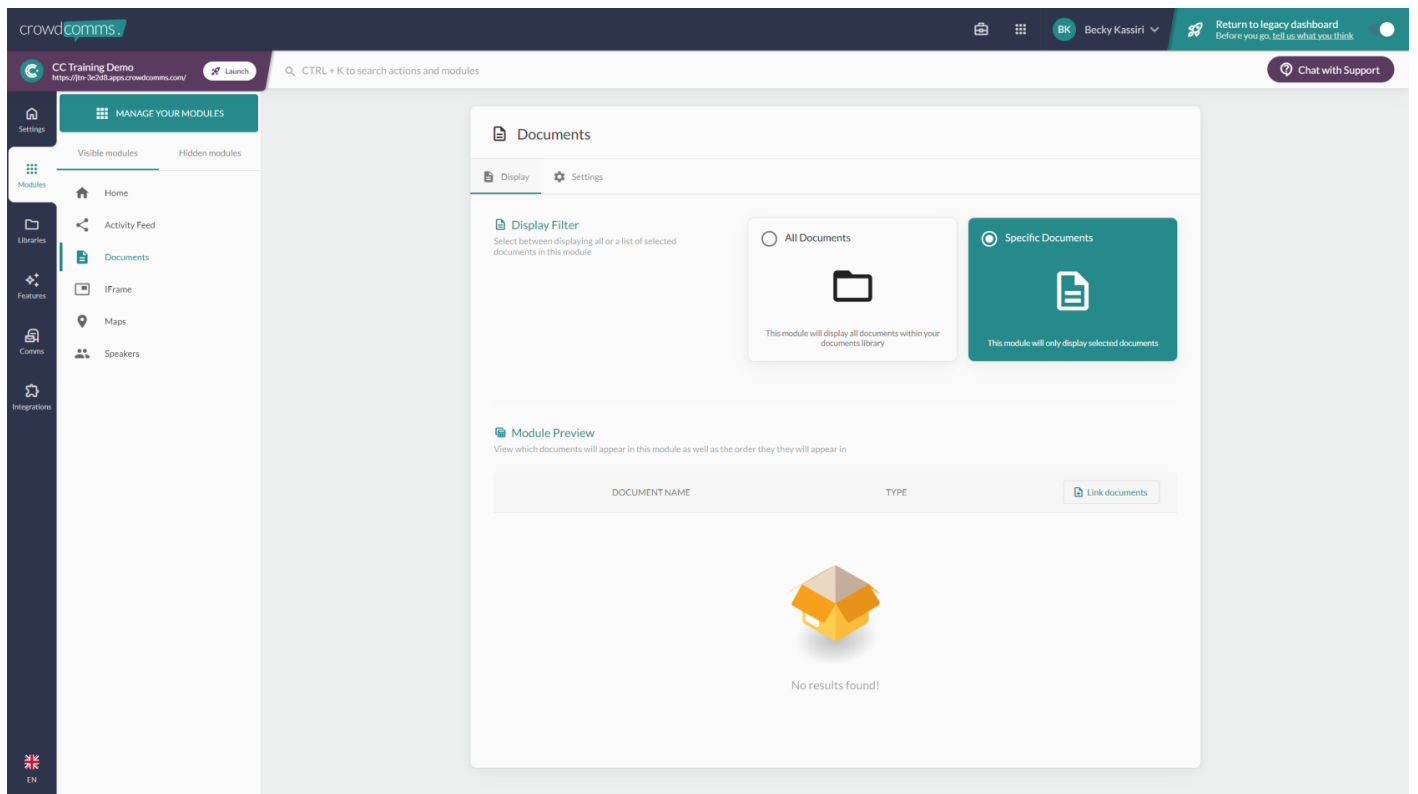 crowdcomms.
BK Becky Kassiri
Return to legacy dashboard
Before you go, tell us what you think
CC Training Demo
https://jtn-3e2d8.apps.crowdcomms.com/
Launch
CTRL + K to search actions and modules
Chat with Support
Settings
Modules
Libraries
Features
Comms
Integrations
EN
MANAGE YOUR MODULES
Visible modules Hidden modules
Home
Activity Feed
Documents
IFrame
Maps
Speakers
Documents
Display Settings
Display Filter
Select between displaying all or a list of selected
documents in this module
All Documents
This module will display all documents within your
documents library
Specific Documents
This module will only display selected documents
Module Preview
View which documents will appear in this module as well as the order they they will appear in
DOCUMENT NAME TYPE Link documents
No results found!